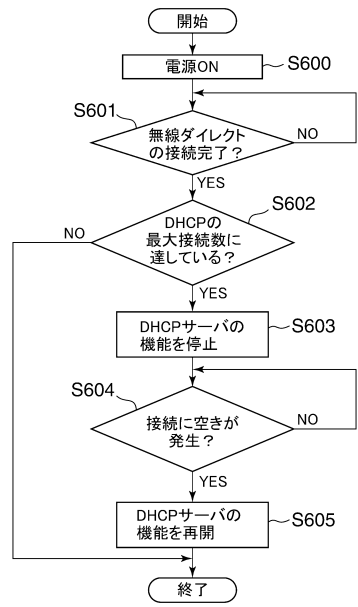 開始
電源ON
S600
S601
無線ダイレクト
の接続完了？
NO
YES
S602
DHCPの
最大接続数に
達している？
NO
YES
DHCPサーバの
機能を停止
S603
S604
接続に空きが
発生？
NO
YES
DHCPサーバの
機能を再開
S605
終了